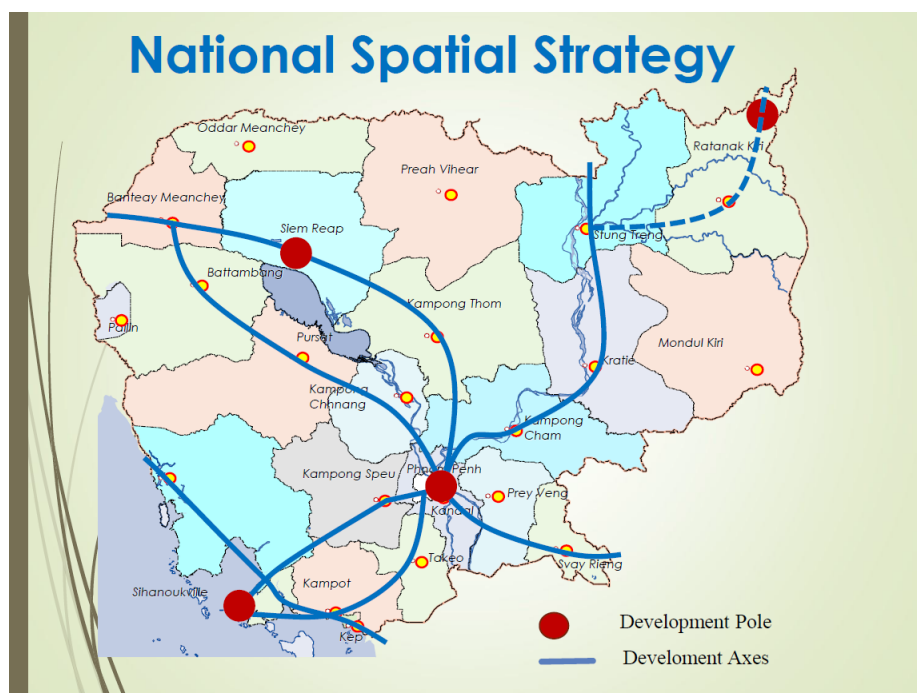 National Spatial Strategy
Oddar Meanchey
Ratanak Kiri
Preah Vihear
Banteay Meanchey
Siem Reap
Stung Treng
Battambang
Kampong Thom
Pailin
Pursat
Mondul Kiri
Kratie
Kampong
Chhnang
Kampong
Cham
Phnom Penh
Kampong Speu
Prey Veng
Kandal
Takeo
Svay Rieng
Sihanoukville
Kampot
Kep
Development Pole
Develoment Axes